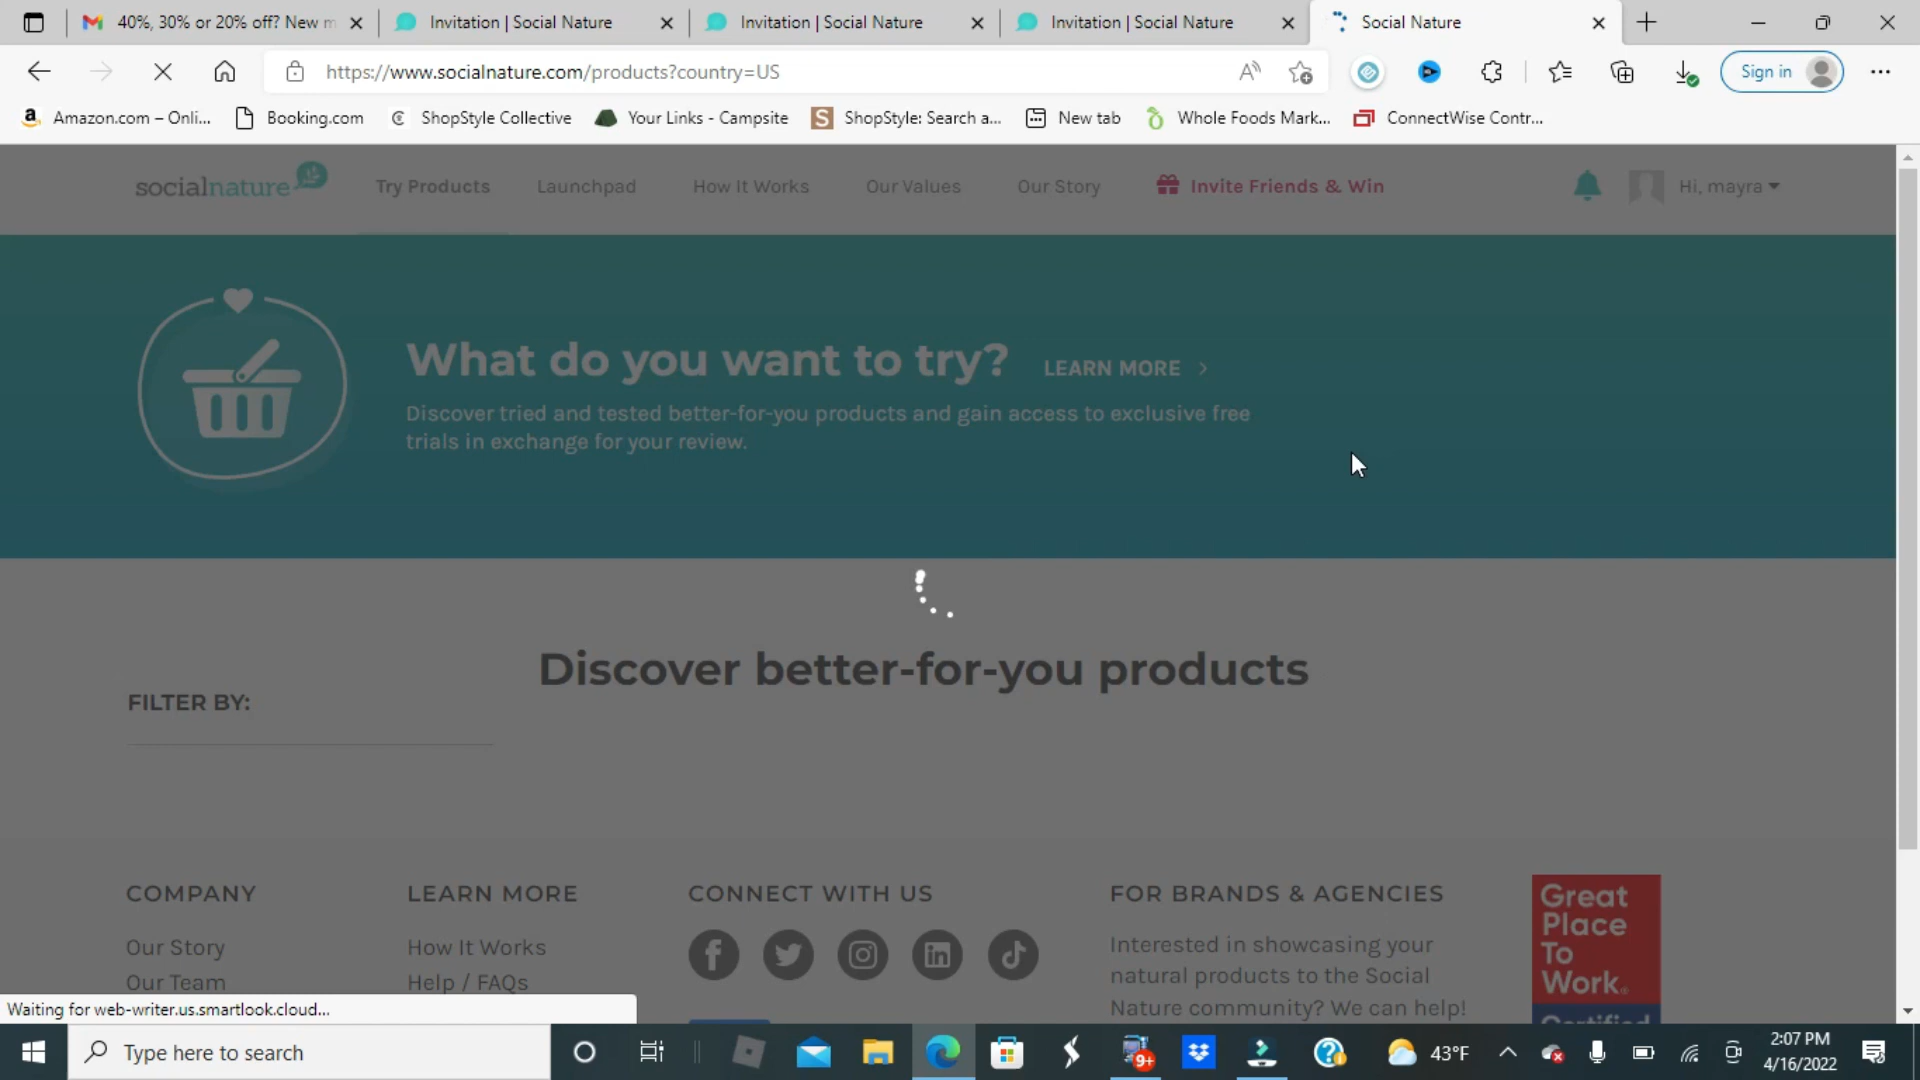 40%, 30% or 20% off? New m
Invitation | Social Nature
Invitation | Social Nature
Invitation | Social Nature
Social Nature
https://www.socialnature.com/products?country=US
Sign in
Amazon.com – Onli...
Booking.com
ShopStyle Collective
Your Links - Campsite
ShopStyle: Search a...
New tab
Whole Foods Mark...
ConnectWise Contr...
socialnature
Try Products
Launchpad
How It Works
Our Values
Our Story
Invite Friends & Win
Hi, mayra
What do you want to try?
LEARN MORE >
Discover tried and tested better-for-you products and gain access to exclusive free
trials in exchange for your review.
Discover better-for-you products
FILTER BY:
COMPANY
Our Story
Our Team
LEARN MORE
How It Works
Help / FAQs
CONNECT WITH US
FOR BRANDS & AGENCIES
Interested in showcasing your
natural products to the Social
Nature community? We can help!
Great
Place
To
Work.
Certified
Waiting for web-writer.us.smartlook.cloud...
Type here to search
9+
43°F
2:07 PM
4/16/2022